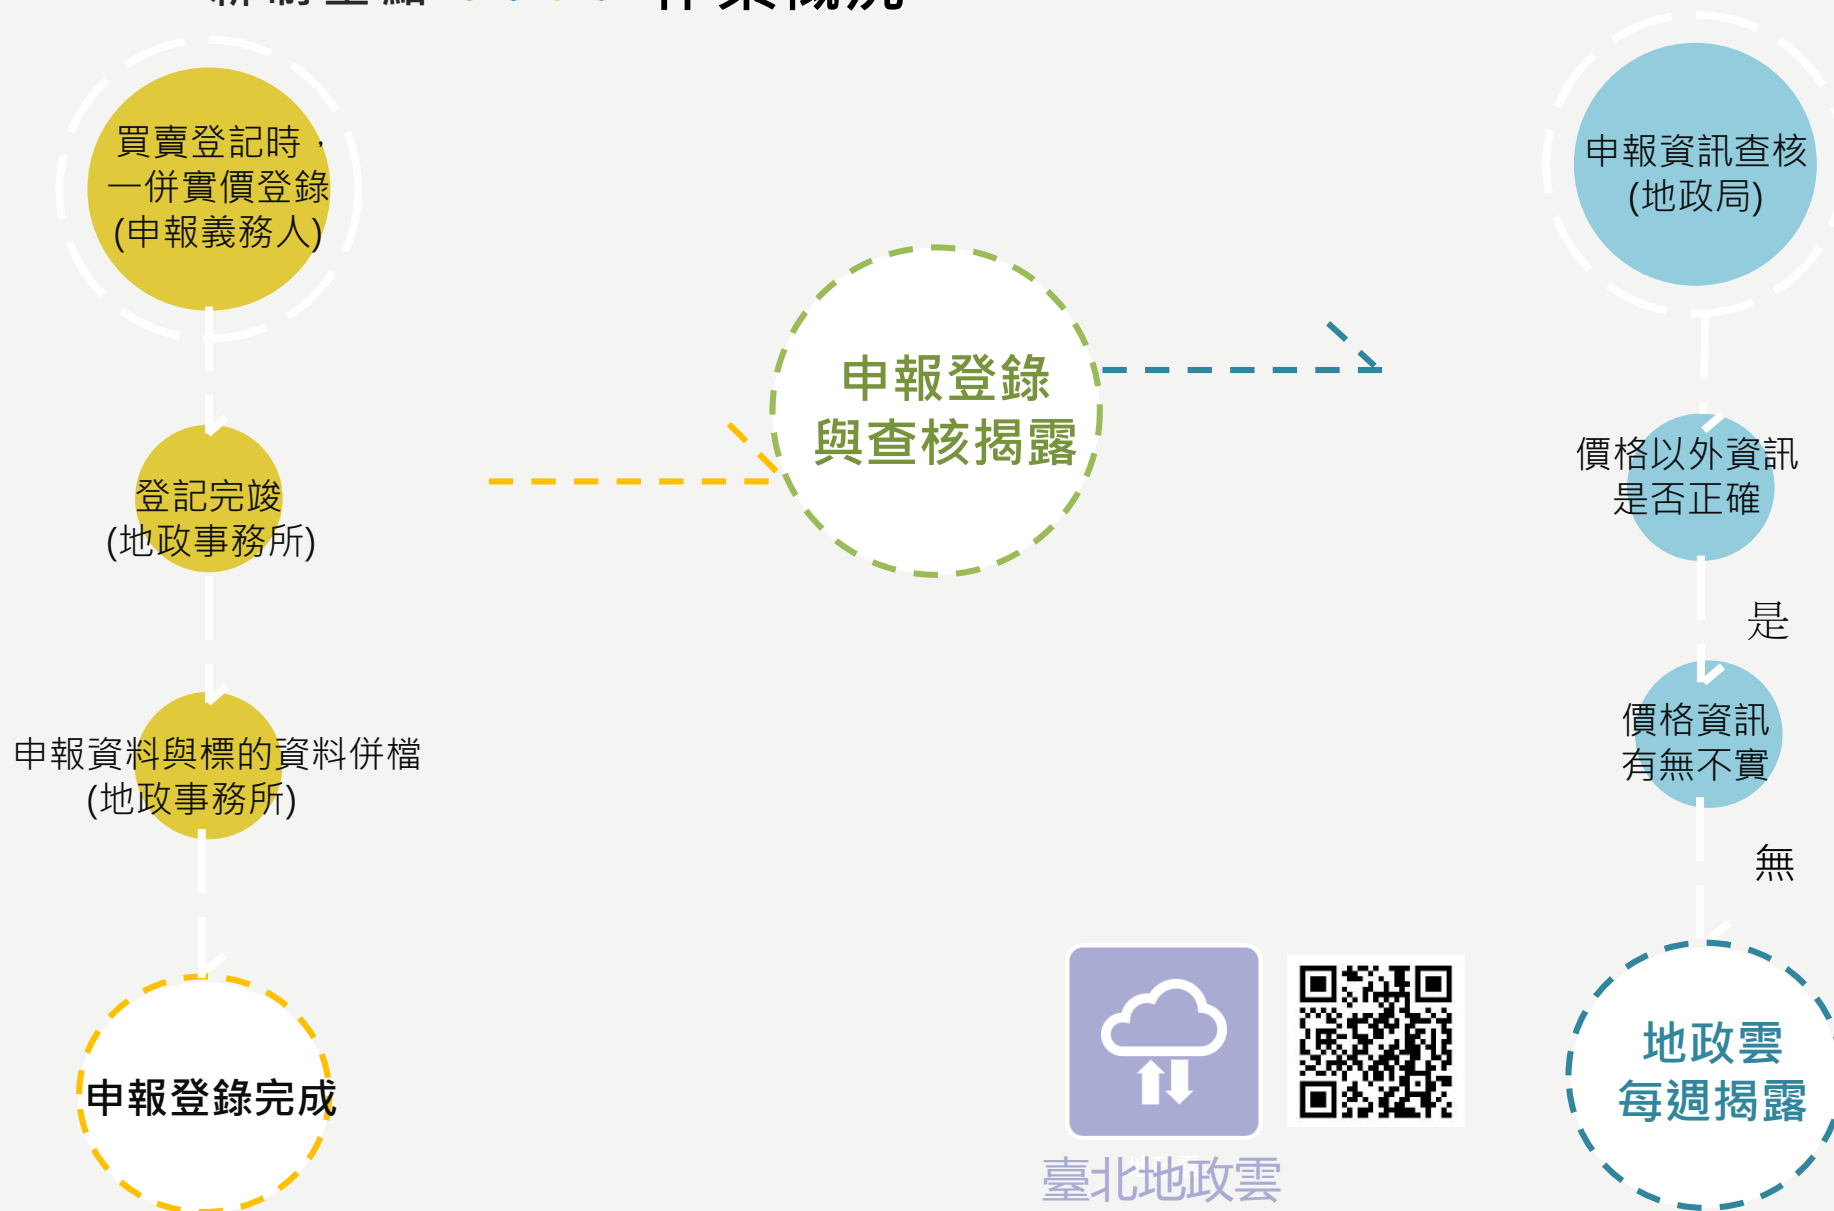 買賣登記時，
一併實價登錄
(申報義務人)
登記完竣
(地政事務所)
申報資料與標的資料併檔
(地政事務所)
申報登錄完成
申報登錄
與查核揭露
臺北地政雲
申報資訊查核
(地政局)
價格以外資訊
是否正確
是
價格資訊
有無不實
無
地政雲
每週揭露